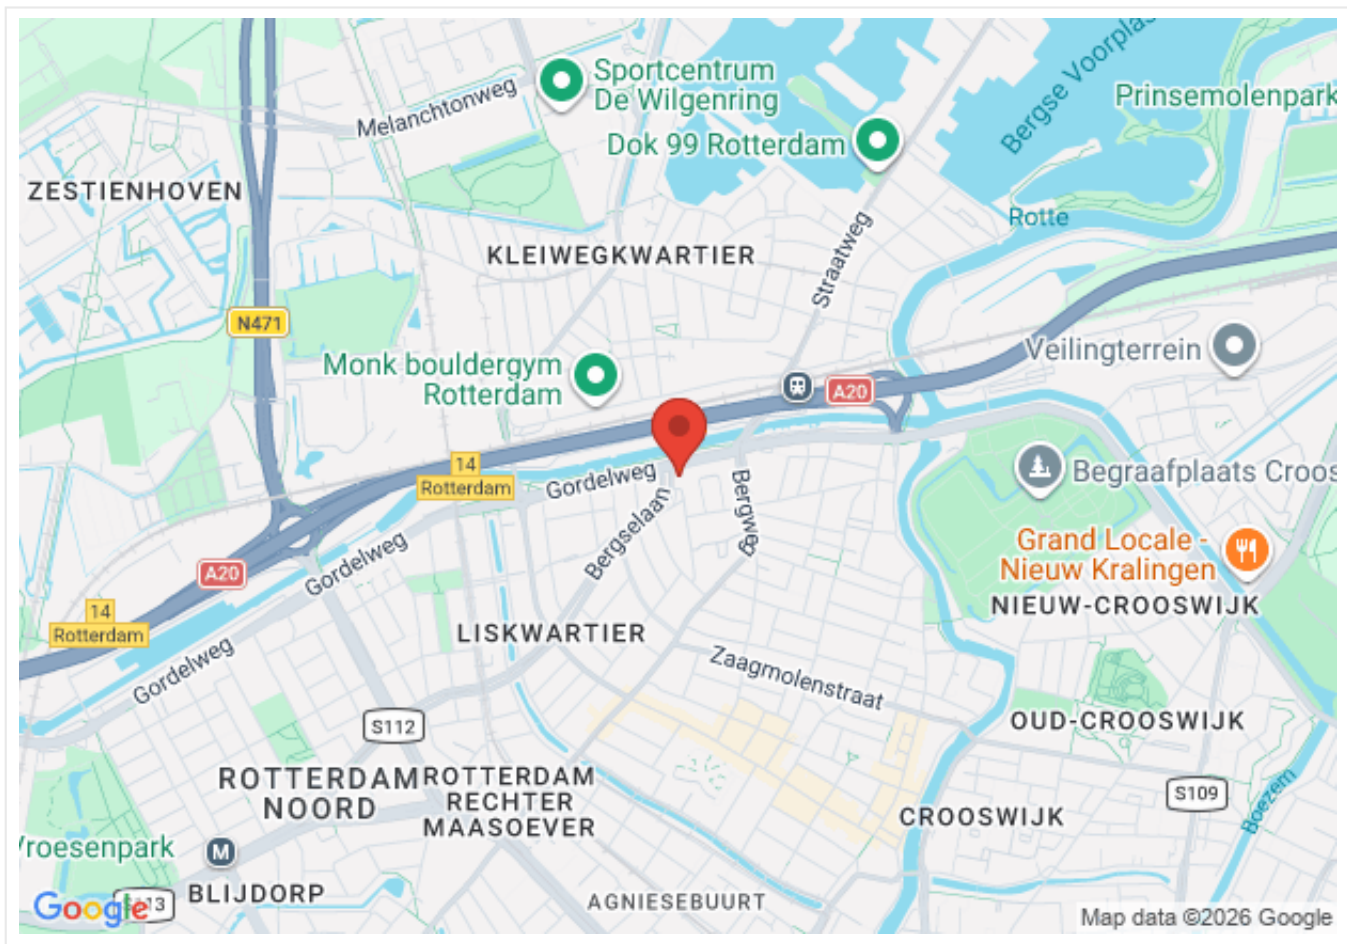 Bergse Voorplas
Sportcentrum
De Wilgenring
Melanchtonweg
Prinsemolenpark
Dok 99 Rotterdam
ZESTIENHOVEN
Rotte
KLEIWEGKWARTIER
Straatweg
N471
Veilingterrein
Monk bouldergym
Rotterdam
A20
14
Rotterdam
Gordelweg
Begraafplaats Croos
Bergweg
Bergselaan
Grand Locale -
Nieuw Kralingen
Gordelweg
A20
NIEUW-CROOSWIJK
14
Rotterdam
LISKWARTIER
Gordelweg
Zaagmolenstraat
S112
OUD-CROOSWIJK
ROTTERDAM
NOORD
ROTTERDAM
RECHTER
MAASOEVER
S109
Boezem
CROOSWIJK
Vroesenpark
M
BLIJDORP
AGNIESEBUURT
Google
S113
Map data ©2026 Google